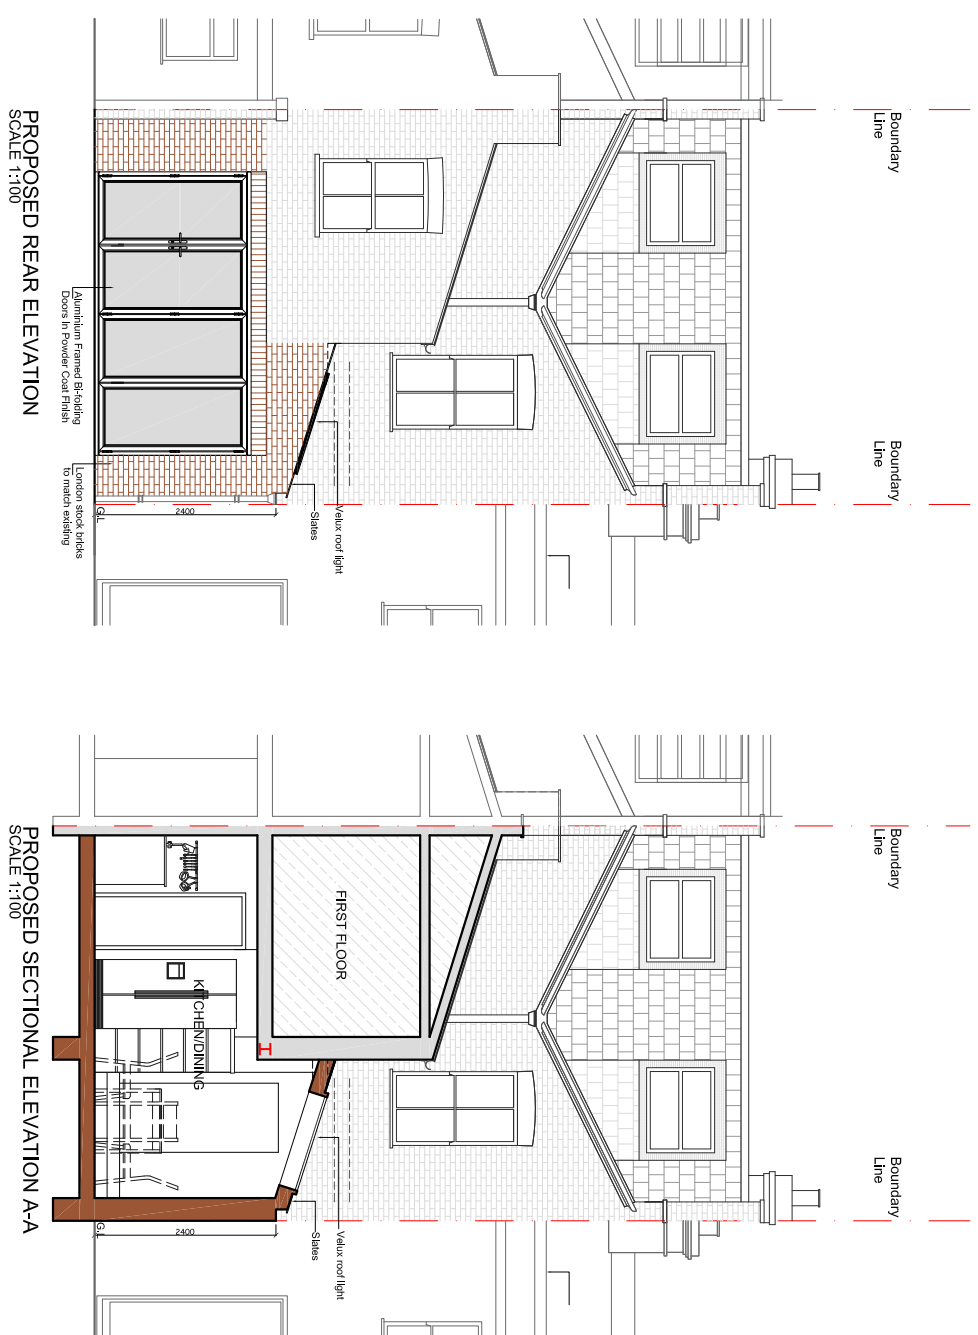 Boundary
Line
Boundary
Line
Velux roof light
Slates
2400
G.L
London stock bricks
to match existing
Aluminium Framed Bi-folding
Doors in Powder Coat Finish
PROPOSED REAR ELEVATION
SCALE 1:100
Boundary
Line
Boundary
Line
FIRST FLOOR
KITCHEN/DINING
Velux roof light
Slates
2400
G.L
PROPOSED SECTIONAL ELEVATION A-A
SCALE 1:100